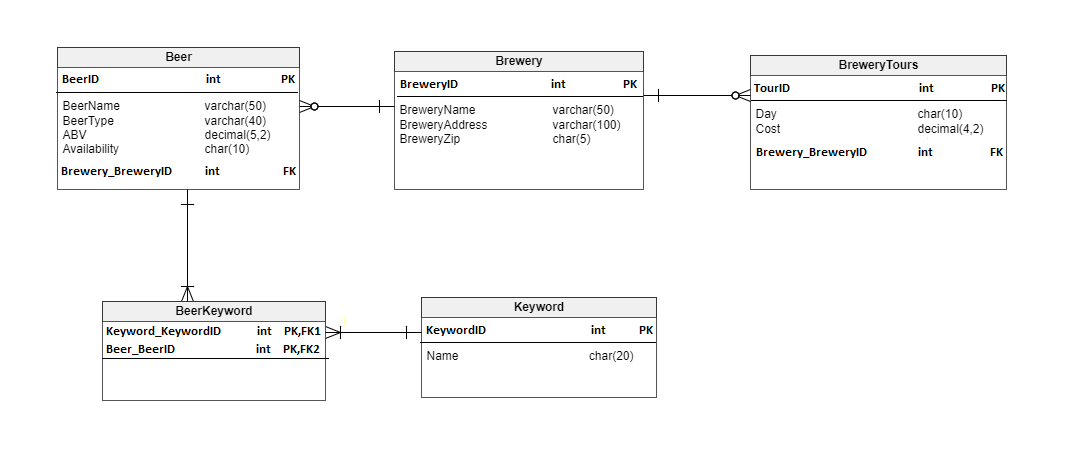 Beer
BeerID int PK
BeerName varchar(50)
BeerType varchar(40)
ABV decimal(5,2)
Availability char(10)
Brewery_BreweryID int FK
Brewery
BreweryID int PK
BreweryName varchar(50)
BreweryAddress varchar(100)
BreweryZip char(5)
BreweryTours
TourID int PK
Day char(10)
Cost decimal(4,2)
Brewery_BreweryID int FK
BeerKeyword
Keyword_KeywordID int PK,FK1
Beer_BeerID int PK,FK2
Keyword
KeywordID int PK
Name char(20)